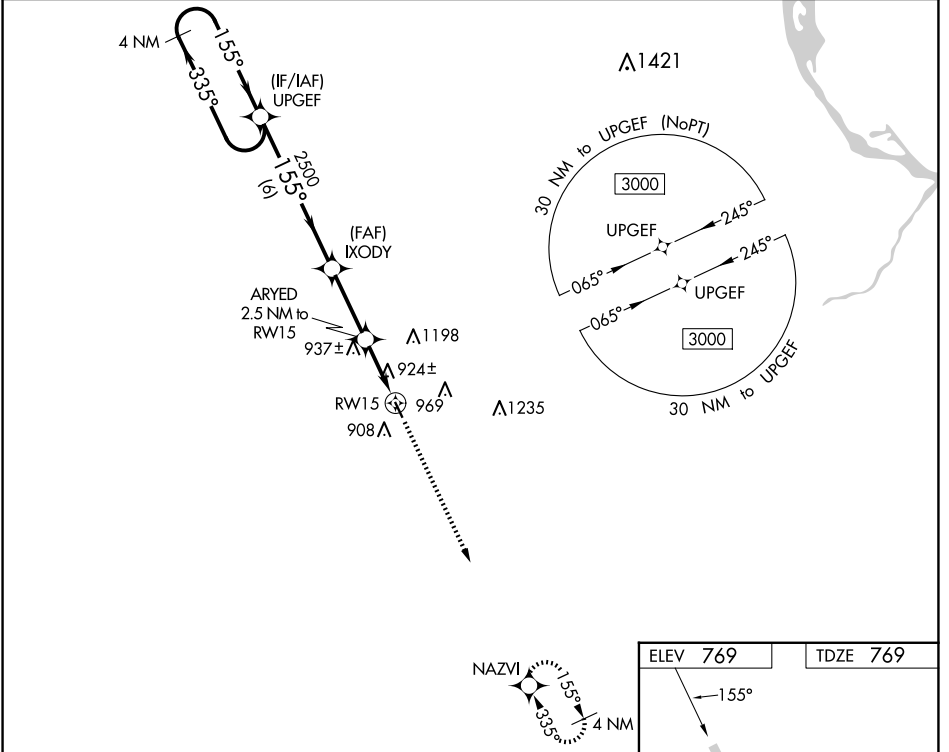 4 NM
155°
335°
(IF/IAF)
UPGEF
2500
155°
(6)
(FAF)
IXODY
ARYED
2.5 NM to
RW15
937±
1198
924±
RW15
969
908
1235
1421
30 NM to UPGEF (NoPT)
3000
UPGEF
245°
065°
245°
UPGEF
065°
3000
30 NM to UPGEF
NAZVI
155°
335°
4 NM
ELEV 769
TDZE 769
155°